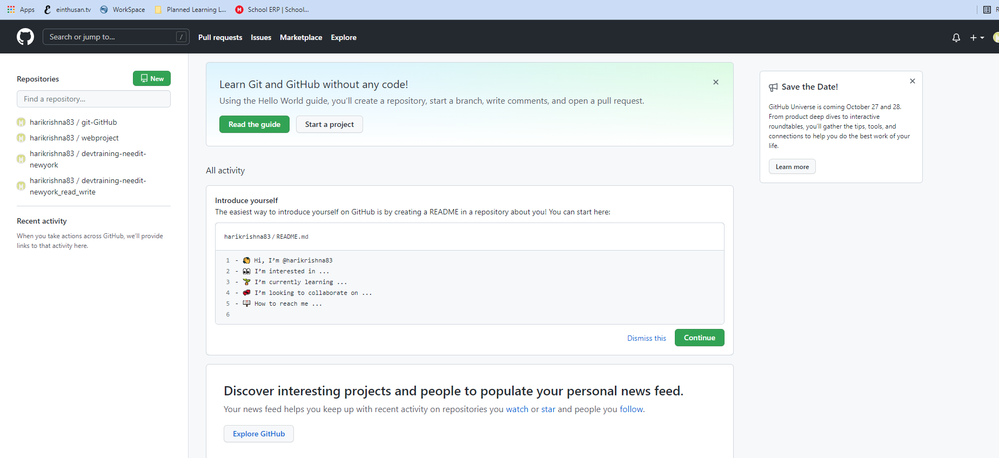 Apps einthusan.tv WorkSpace Planned Learning L... School ERP | School...
Search or jump to... / Pull requests Issues Marketplace Explore
Repositories New
Find a repository...
harikrishna83 / git-GitHub
harikrishna83 / webproject
harikrishna83 / devtraining-needit-
newyork
harikrishna83 / devtraining-needit-
newyork_read_write
Recent activity
When you take actions across GitHub, we'll provide
links to that activity here.
Learn Git and GitHub without any code!
Using the Hello World guide, you'll create a repository, start a branch, write comments, and open a pull request.
Read the guide Start a project
All activity
Introduce yourself
The easiest way to introduce yourself on GitHub is by creating a README in a repository about you! You can start here:
harikrishna83 / README.md
1 - 👋 Hi, I'm @harikrishna83
2 - 👀 I'm interested in ...
3 - 🌱 I'm currently learning ...
4 - 💞️ I'm looking to collaborate on ...
5 - 📫 How to reach me ...
6
Dismiss this Continue
Discover interesting projects and people to populate your personal news feed.
Your news feed helps you keep up with recent activity on repositories you watch or star and people you follow.
Explore GitHub
Save the Date!
GitHub Universe is coming October 27 and 28.
From product deep dives to interactive
roundtables, you'll gather the tips, tools, and
connections to help you do the best work of your
life.
Learn more